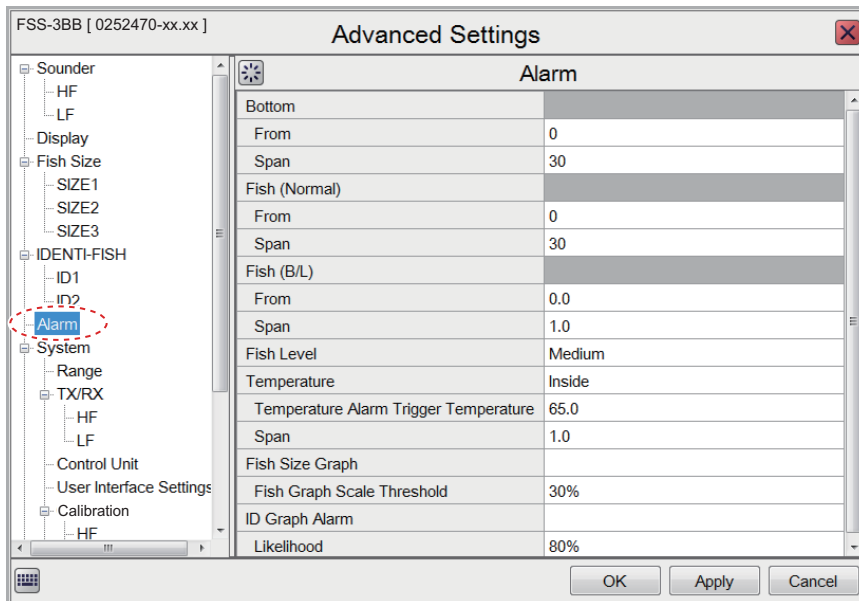 FSS-3BB [ 0252470-xx.xx ]
Advanced Settings
Sounder
HF
LF
Display
Fish Size
SIZE1
SIZE2
SIZE3
IDENTI-FISH
ID1
ID2
Alarm
System
Range
TX/RX
HF
LF
Control Unit
User Interface Settings
Calibration
HF
Alarm
Bottom
From 0
Span 30
Fish (Normal)
From 0
Span 30
Fish (B/L)
From 0.0
Span 1.0
Fish Level Medium
Temperature Inside
Temperature Alarm Trigger Temperature 65.0
Span 1.0
Fish Size Graph
Fish Graph Scale Threshold 30%
ID Graph Alarm
Likelihood 80%
OK Apply Cancel